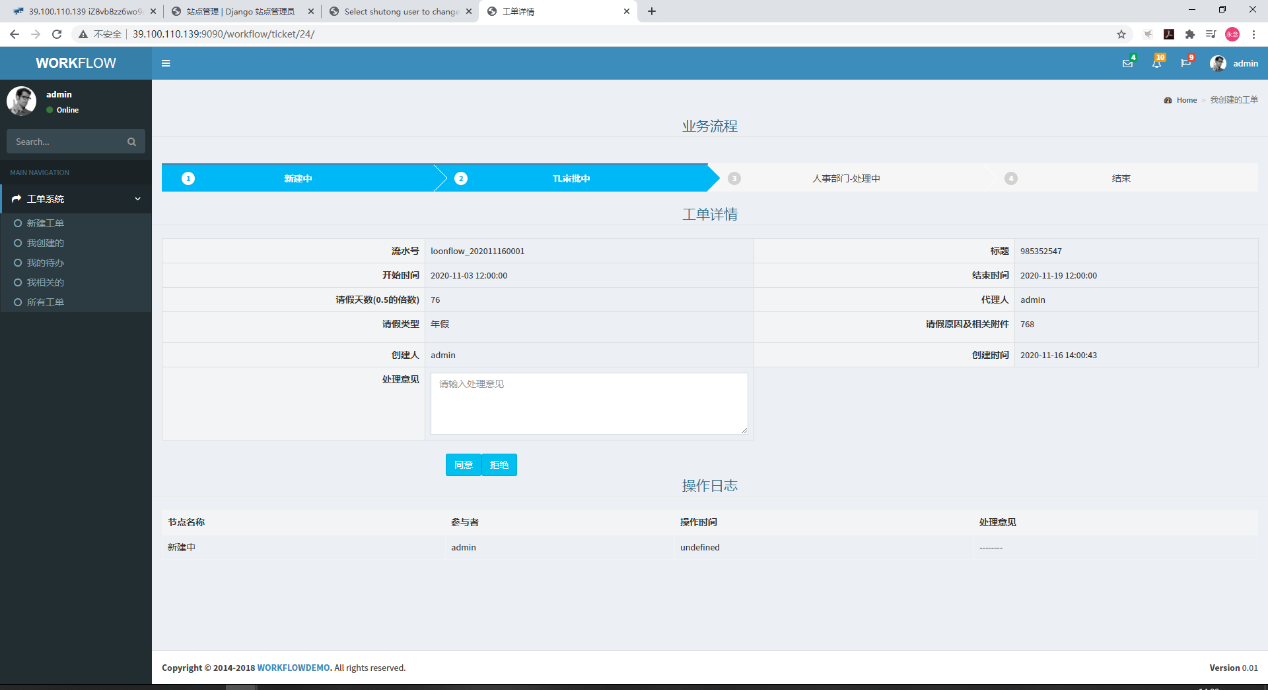 39.100.110.139 iZ8vb8zz6wo9
站点管理 | Django 站点管理员
Select shutong user to change
工单详情
不安全 | 39.100.110.139:9090/workflow/ticket/24/
WORKFLOW
4
10
9
admin
admin
Online
Home > 我创建的工单
Search...
MAIN NAVIGATION
工单系统
新建工单
我创建的
我的待办
我相关的
所有工单
业务流程
1 新建中
2 TL审批中
3 人事部门-处理中
4 结束
工单详情
流水号 loonflow_202011160001 标题 985352547
开始时间 2020-11-03 12:00:00 结束时间 2020-11-19 12:00:00
请假天数(0.5的倍数) 76 代理人 admin
请假类型 年假 请假原因及相关附件 768
创建人 admin 创建时间 2020-11-16 14:00:43
处理意见 请输入处理意见
同意 拒绝
操作日志
节点名称 参与者 操作时间 处理意见
新建中 admin undefined --------
Copyright © 2014-2018 WORKFLOWDEMO. All rights reserved.
Version 0.01